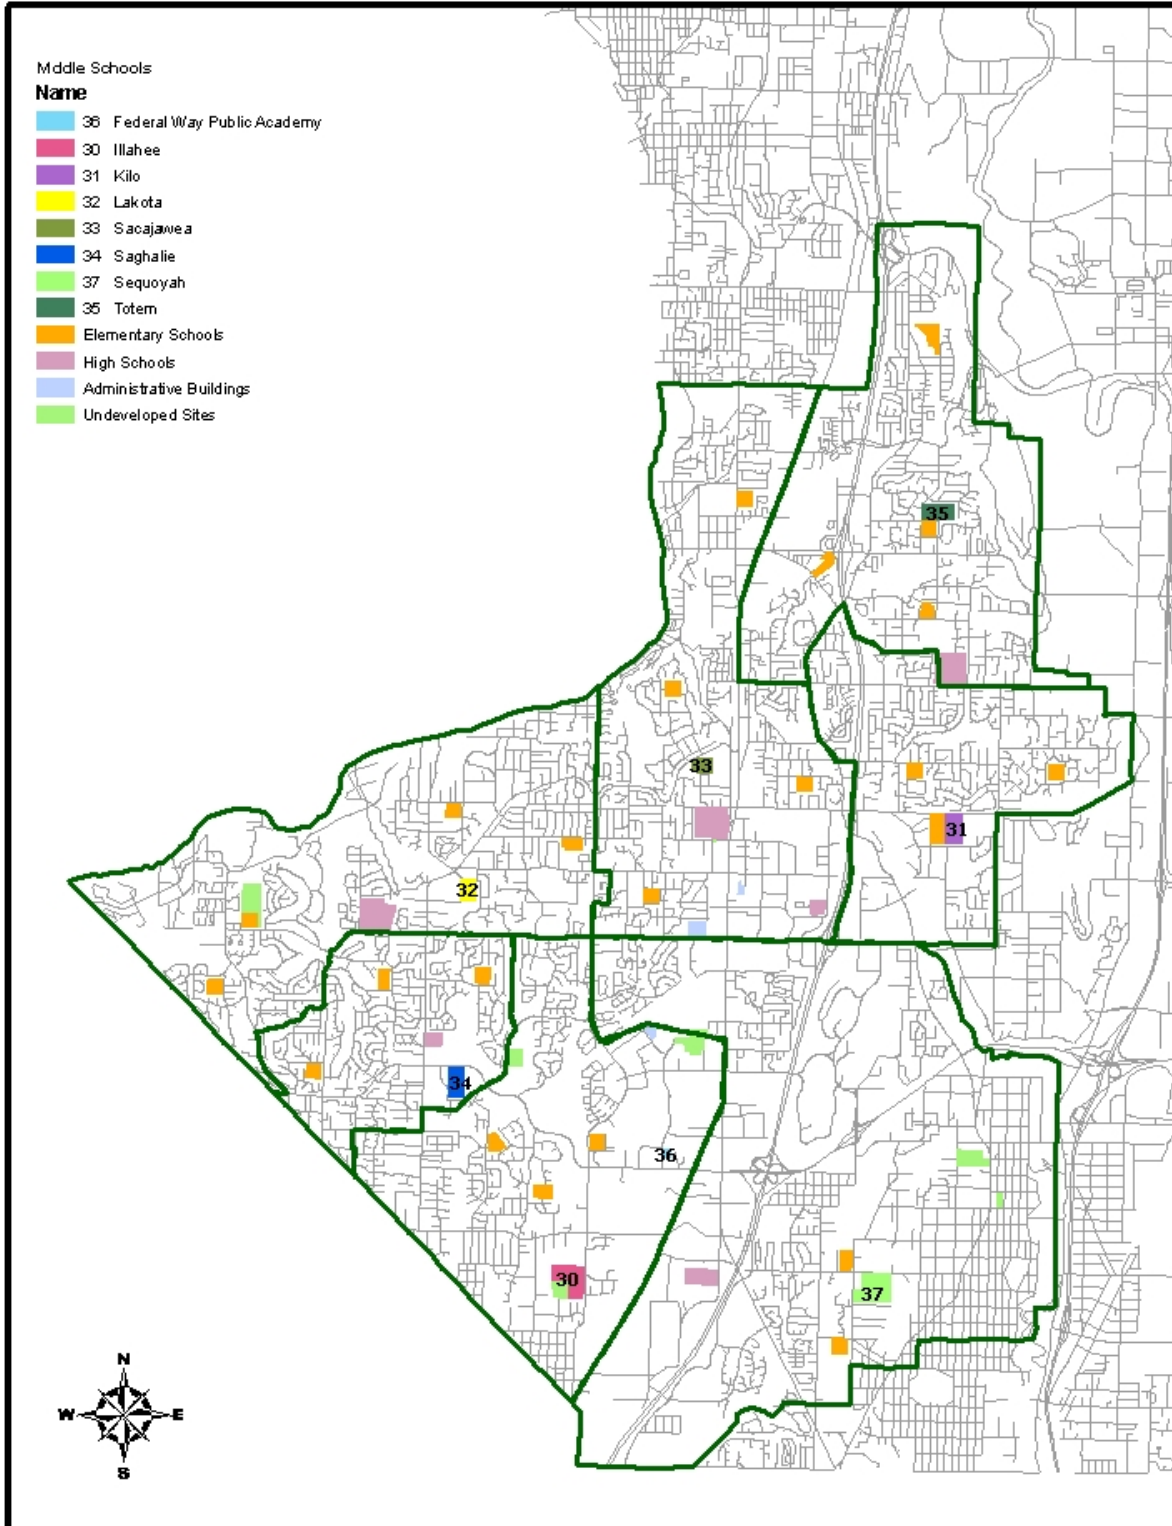 Mddle Schools
Name
36 Federal Way Public Academy
30 Illahee
31 Kilo
32 Lakota
33 Sacajawea
34 Saghalie
37 Sequoyah
35 Totem
Elementary Schools
High Schools
Administrative Buildings
Undeveloped Sites
35
33
31
32
34
36
30
37
N
W E
S